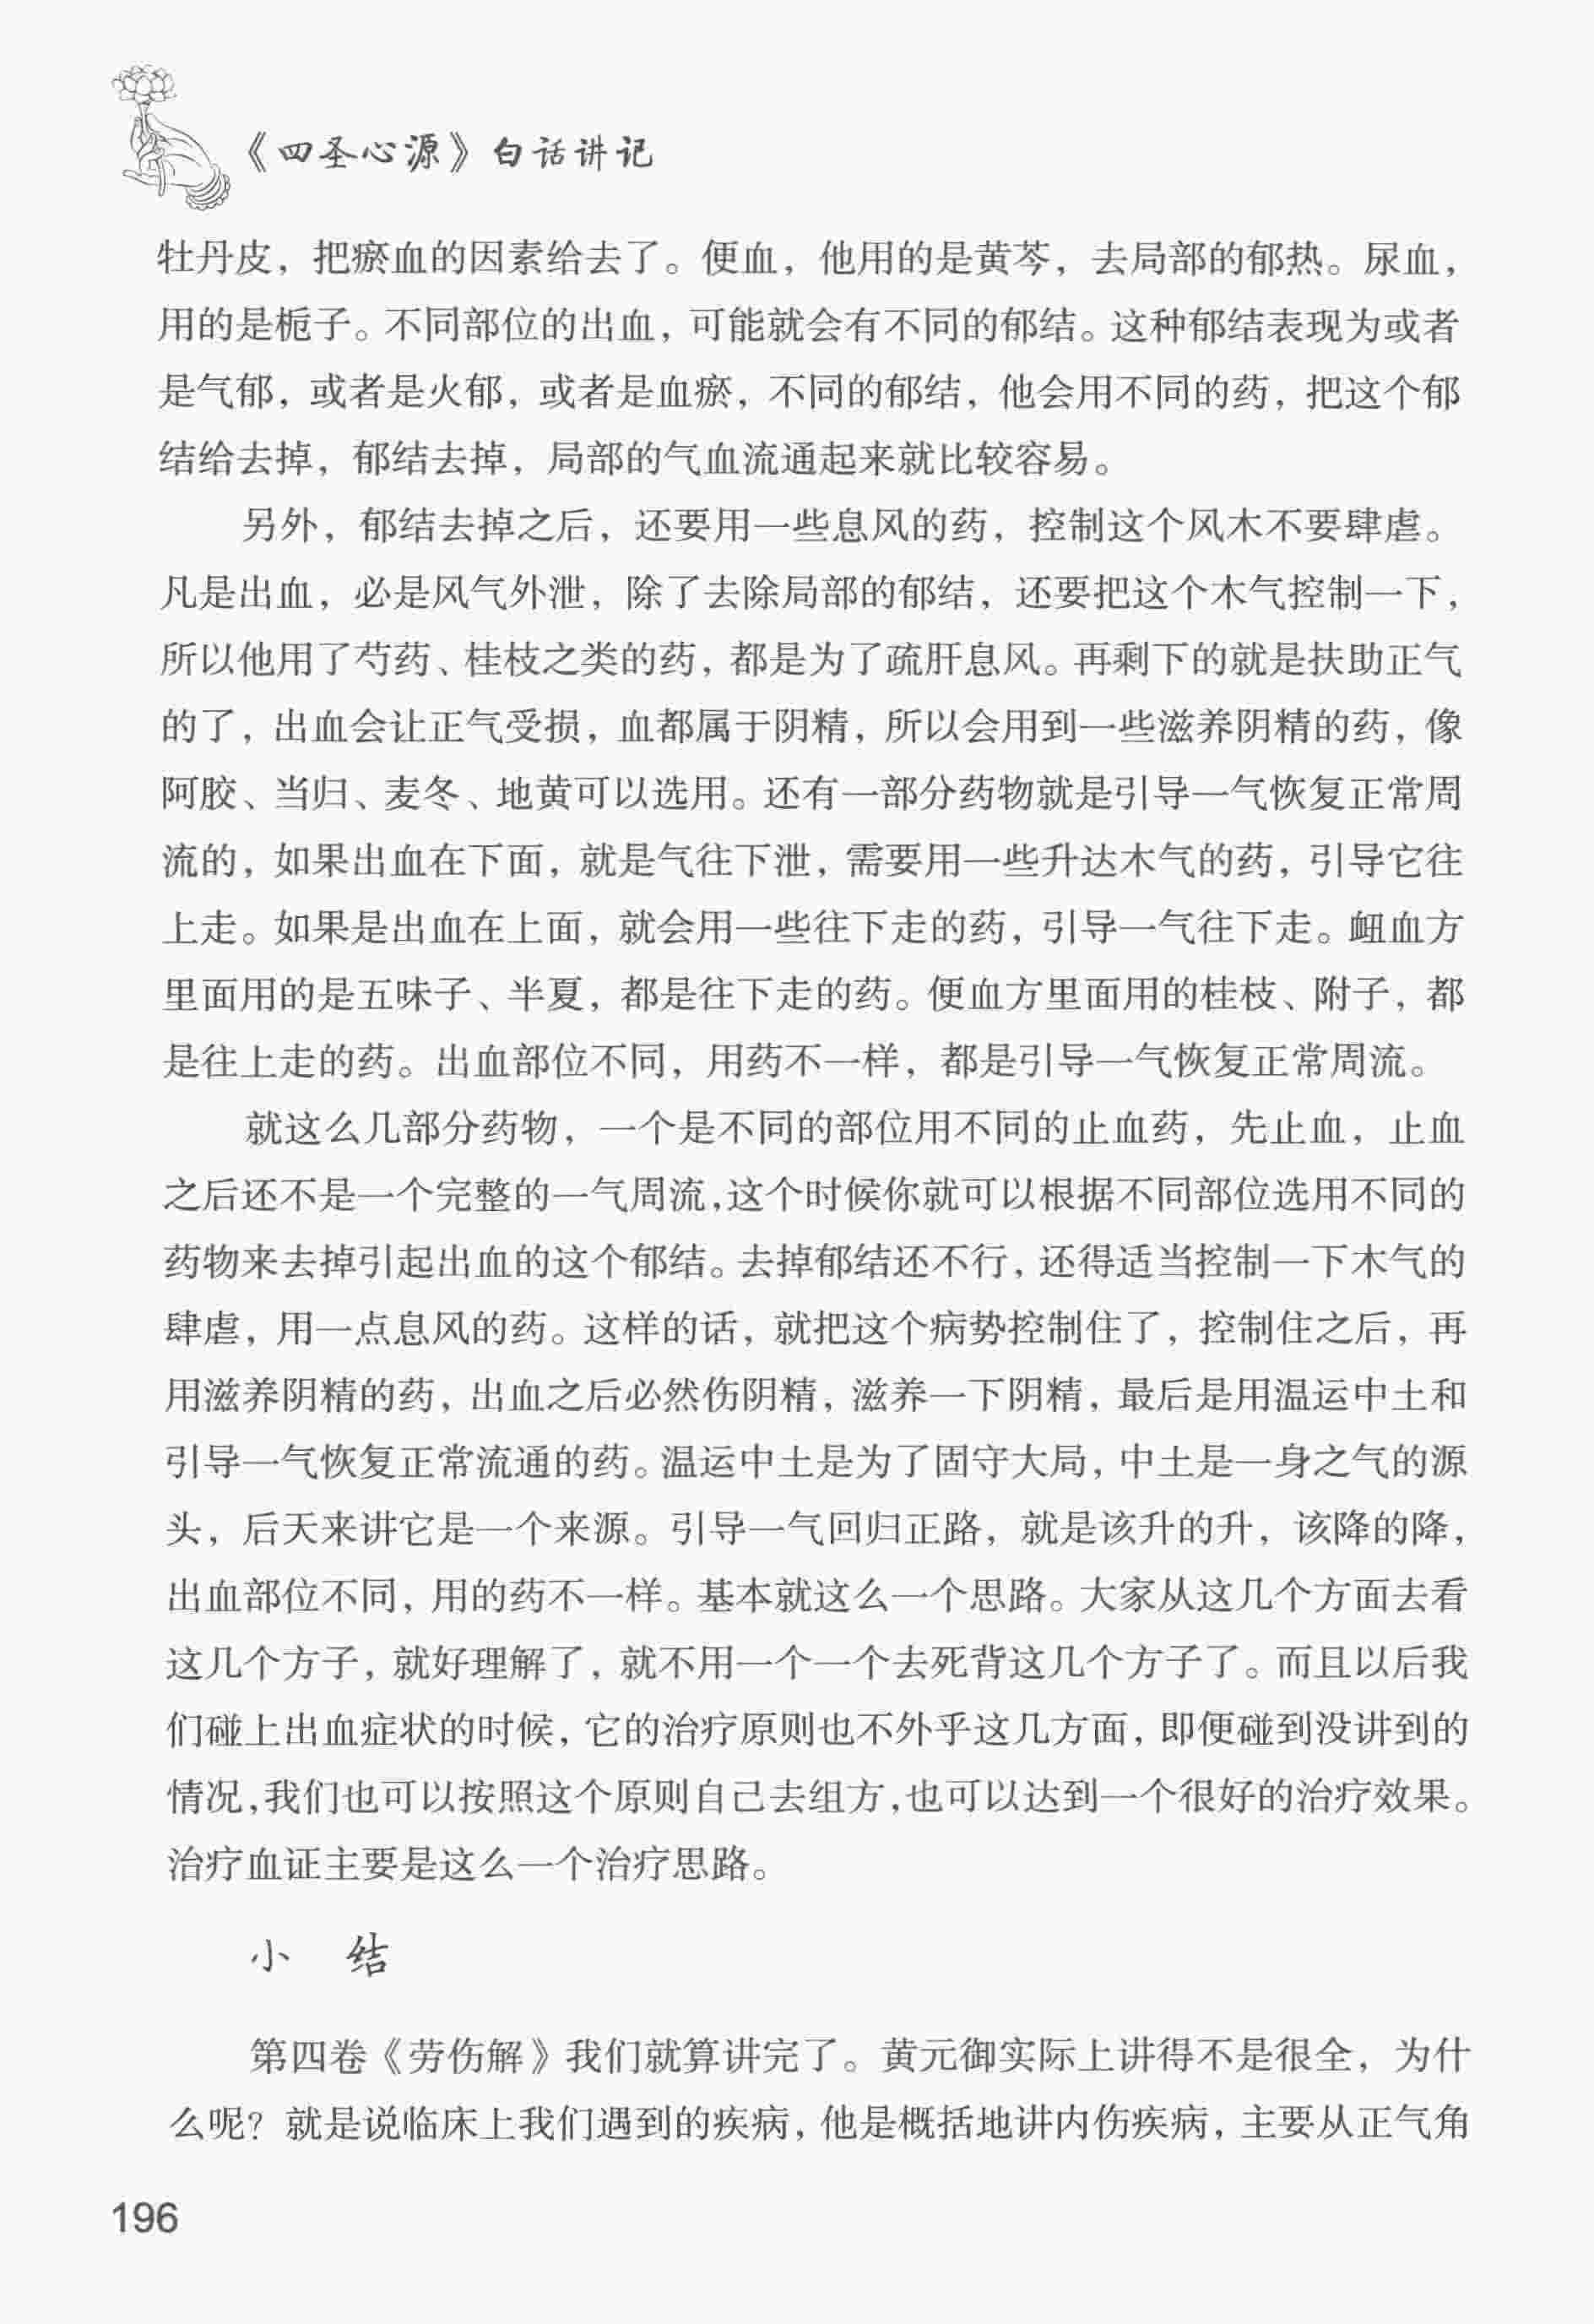 《四圣心源》白话讲记
牡丹皮，把瘀血的因素给去了。便血，他用的是黄芩，去局部的郁热。尿血，
用的是栀子。不同部位的出血，可能就会有不同的郁结。这种郁结表现为或者
是气郁，或者是火郁，或者是血瘀，不同的郁结，他会用不同的药，把这个郁
结给去掉，郁结去掉，局部的气血流通起来就比较容易。
另外，郁结去掉之后，还要用一些息风的药，控制这个风木不要肆虐。
凡是出血，必是风气外泄，除了去除局部的郁结，还要把这个木气控制一下，
所以他用了芍药、桂枝之类的药，都是为了疏肝息风。再剩下的就是扶助正气
的了，出血会让正气受损，血都属于阴精，所以会用到一些滋养阴精的药，像
阿胶、当归、麦冬、地黄可以选用。还有一部分药物就是引导一气恢复正常周
流的，如果出血在下面，就是气往下泄，需要用一些升达木气的药，引导它往
上走。如果是出血在上面，就会用一些往下走的药，引导一气往下走。衄血方
里面用的是五味子、半夏，都是往下走的药。便血方里面用的桂枝、附子，都
是往上走的药。出血部位不同，用药不一样，都是引导一气恢复正常周流。
就这么几部分药物，一个是不同的部位用不同的止血药，先止血，止血
之后还不是一个完整的一气周流，这个时候你就可以根据不同部位选用不同的
药物来去掉引起出血的这个郁结。去掉郁结还不行，还得适当控制一下木气的
肆虐，用一点息风的药。这样的话，就把这个病势控制住了，控制住之后，再
用滋养阴精的药，出血之后必然伤阴精，滋养一下阴精，最后是用温运中土和
引导一气恢复正常流通的药。温运中土是为了固守大局，中土是一身之气的源
头，后天来讲它是一个来源。引导一气回归正路，就是该升的升，该降的降，
出血部位不同，用的药不一样。基本就这么一个思路。大家从这几个方面去看
这几个方子，就好理解了，就不用一个一个去死背这几个方子了。而且以后我
们碰上出血症状的时候，它的治疗原则也不外乎这几方面，即便碰到没讲到的
情况，我们也可以按照这个原则自己去组方，也可以达到一个很好的治疗效果。
治疗血证主要是这么一个治疗思路。
小 结
第四卷《劳伤解》我们就算讲完了。黄元御实际上讲得不是很全，为什
么呢？就是说临床上我们遇到的疾病，他是概括地讲内伤疾病，主要从正气角
196